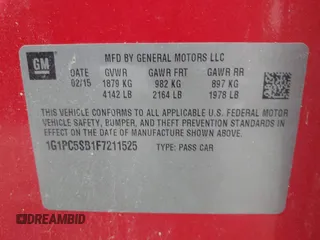 GM
MFD BY GENERAL MOTORS LLC
DATE GVWR GAWR FRT GAWR RR
02/15 1879 KG 982 KG 897 KG
4142 LB 2164 LB 1978 LB
THIS VEHICLE CONFORMS TO ALL APPLICABLE U.S. FEDERAL MOTOR
VEHICLE SAFETY, BUMPER, AND THEFT PREVENTION STANDARDS
IN EFFECT ON THE DATE OF MANUFACTURE SHOWN ABOVE.
1G1PC5SB1F7211525 TYPE: PASS CAR
DREAMBID